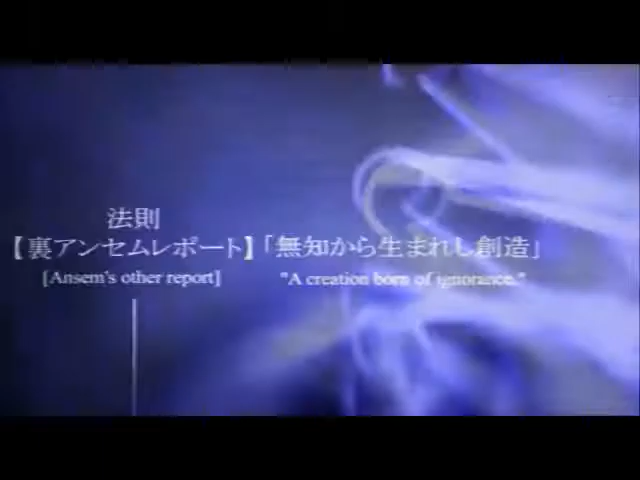 法則
【裏アンセムレポート】「無知から生まれし創造」
[Ansem's other report] "A creation born of ignorance."